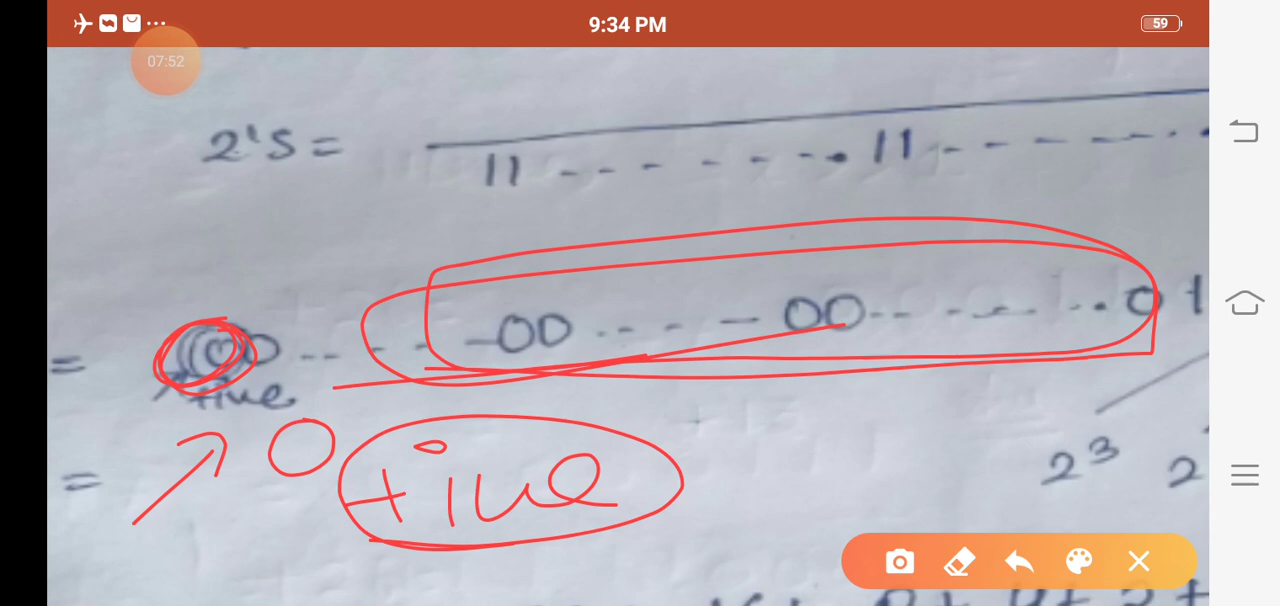 9:34 PM
59
07:52
2's =
11 - - - - - - - 11 - - - - - -
= 00 - - - - 00 - - - - 00 - - - - - - 01
+ive
0 +ive
=
2³ 2